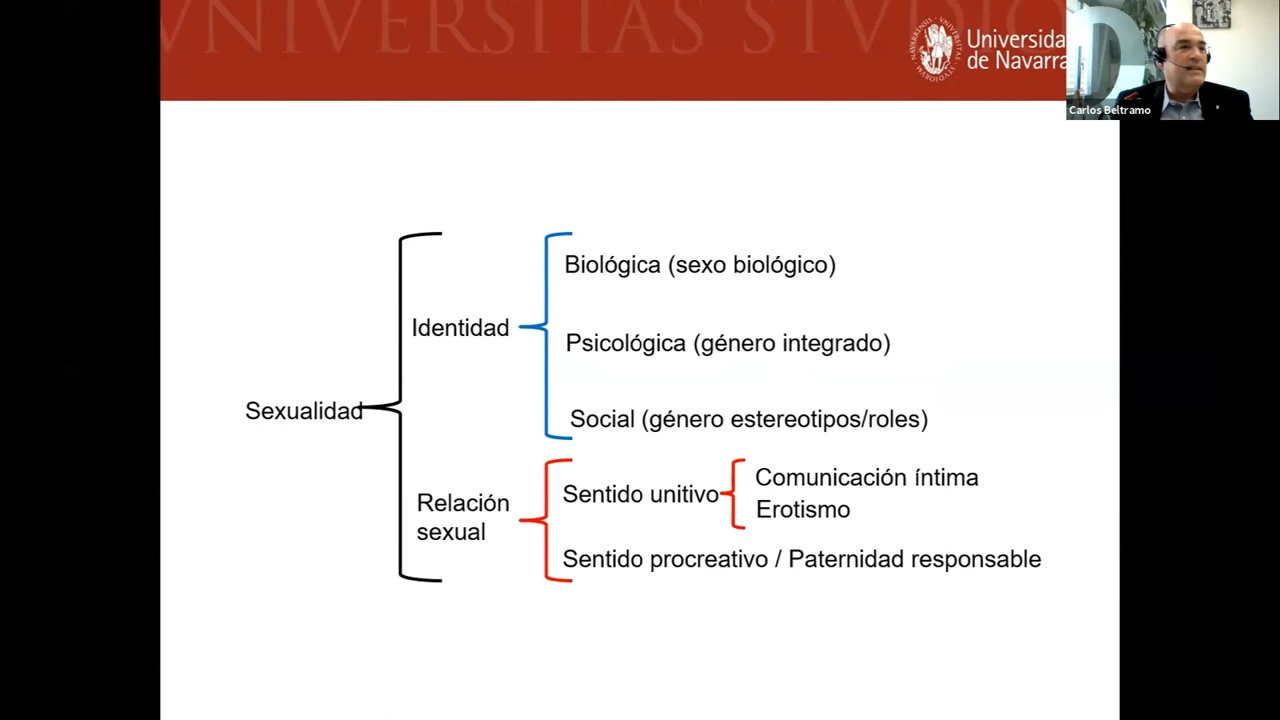 VNIVERSITAS STVDIO
Universida
de Navarra
Carlos Beltramo
Biológica (sexo biológico)
Identidad
Psicológica (género integrado)
Sexualidad
Social (género estereotipos/roles)
Relación
sexual
Sentido unitivo
Comunicación íntima
Erotismo
Sentido procreativo / Paternidad responsable